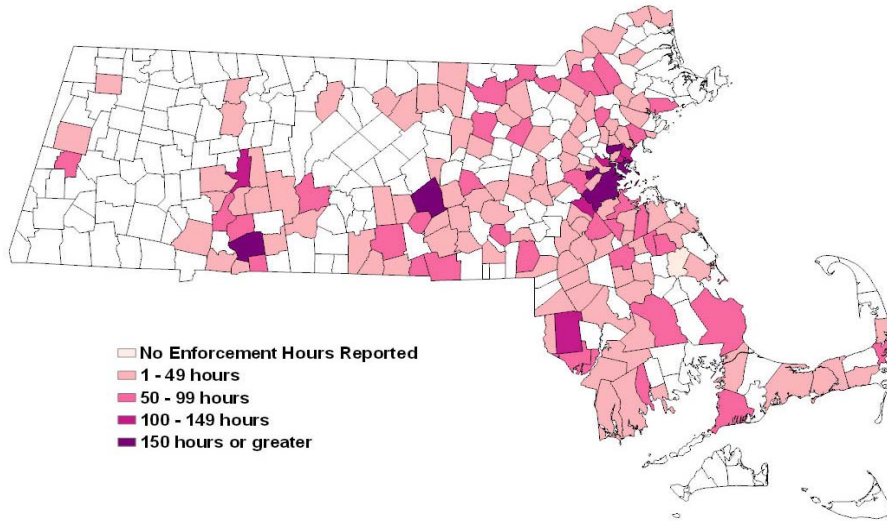 No Enforcement Hours Reported
1 - 49 hours
50 - 99 hours
100 - 149 hours
150 hours or greater